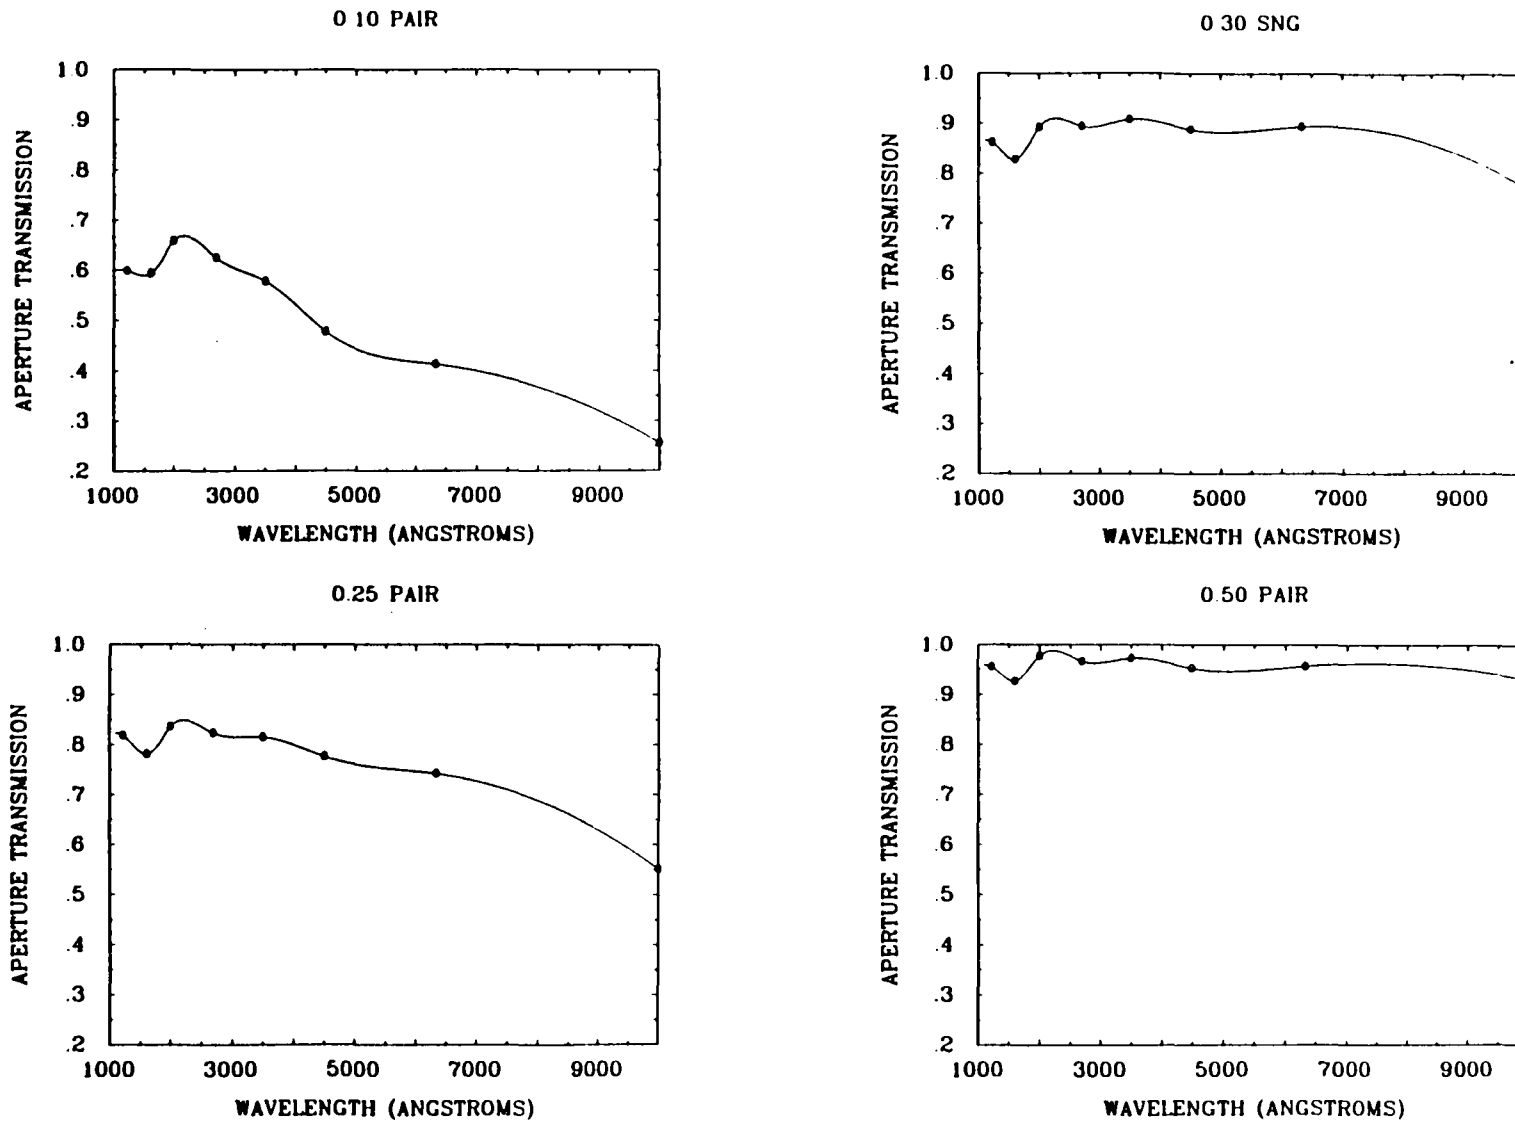 0 10 PAIR
1.0
.9
.8
.7
.6
.5
.4
.3
.2
APERTURE TRANSMISSION
1000 3000 5000 7000 9000
WAVELENGTH (ANGSTROMS)
0 30 SNG
1.0
.9
.8
.7
.6
.5
.4
.3
.2
APERTURE TRANSMISSION
1000 3000 5000 7000 9000
WAVELENGTH (ANGSTROMS)
0.25 PAIR
1.0
.9
.8
.7
.6
.5
.4
.3
.2
APERTURE TRANSMISSION
1000 3000 5000 7000 9000
WAVELENGTH (ANGSTROMS)
0.50 PAIR
1.0
.9
.8
.7
.6
.5
.4
.3
.2
APERTURE TRANSMISSION
1000 3000 5000 7000 9000
WAVELENGTH (ANGSTROMS)